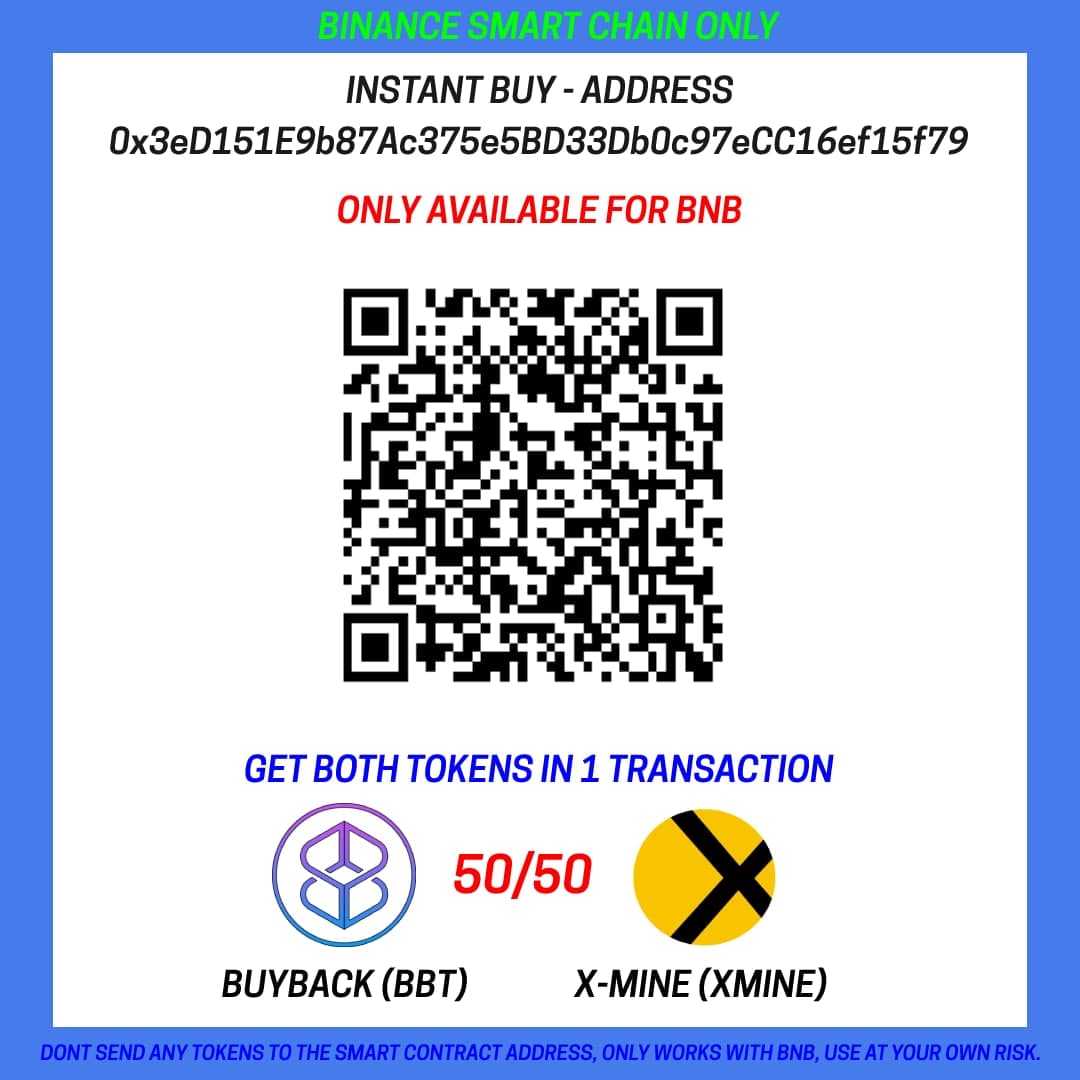 BINANCE SMART CHAIN ONLY
INSTANT BUY - ADDRESS
0x3eD151E9b87Ac375e5BD33Db0c97eCC16ef15f79
ONLY AVAILABLE FOR BNB
GET BOTH TOKENS IN 1 TRANSACTION
50/50
BUYBACK (BBT) X-MINE (XMINE)
DONT SEND ANY TOKENS TO THE SMART CONTRACT ADDRESS, ONLY WORKS WITH BNB, USE AT YOUR OWN RISK.